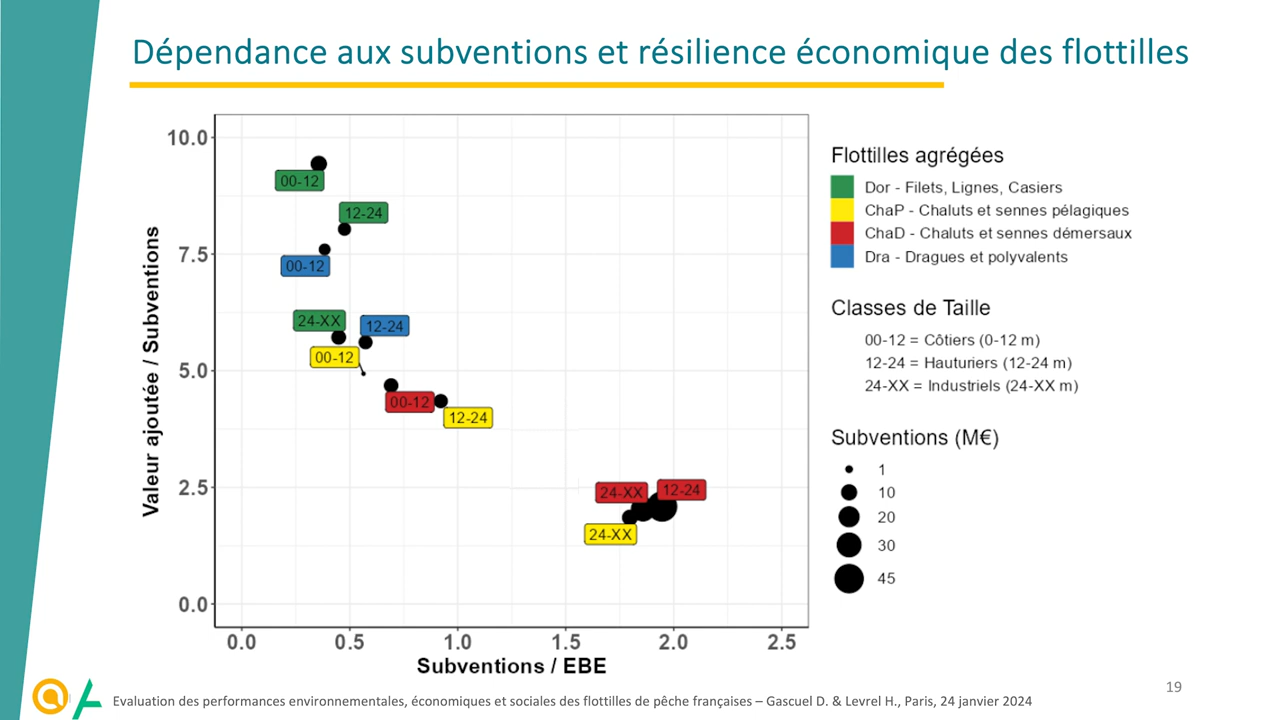 Dépendance aux subventions et résilience économique des flottilles
Valeur ajoutée / Subventions
10.0
7.5
5.0
2.5
0.0
00-12
12-24
00-12
24-XX
12-24
00-12
00-12
12-24
24-XX
12-24
24-XX
0.0
0.5
1.0
1.5
2.0
2.5
Subventions / EBE
Flottilles agrégées
Dor - Filets, Lignes, Casiers
ChaP - Chaluts et sennes pélagiques
ChaD - Chaluts et sennes démersaux
Dra - Dragues et polyvalents
Classes de Taille
00-12 = Côtiers (0-12 m)
12-24 = Hauturiers (12-24 m)
24-XX = Industriels (24-XX m)
Subventions (M€)
1
10
20
30
45
Evaluation des performances environnementales, économiques et sociales des flottilles de pêche françaises – Gascuel D. & Levrel H., Paris, 24 janvier 2024
19